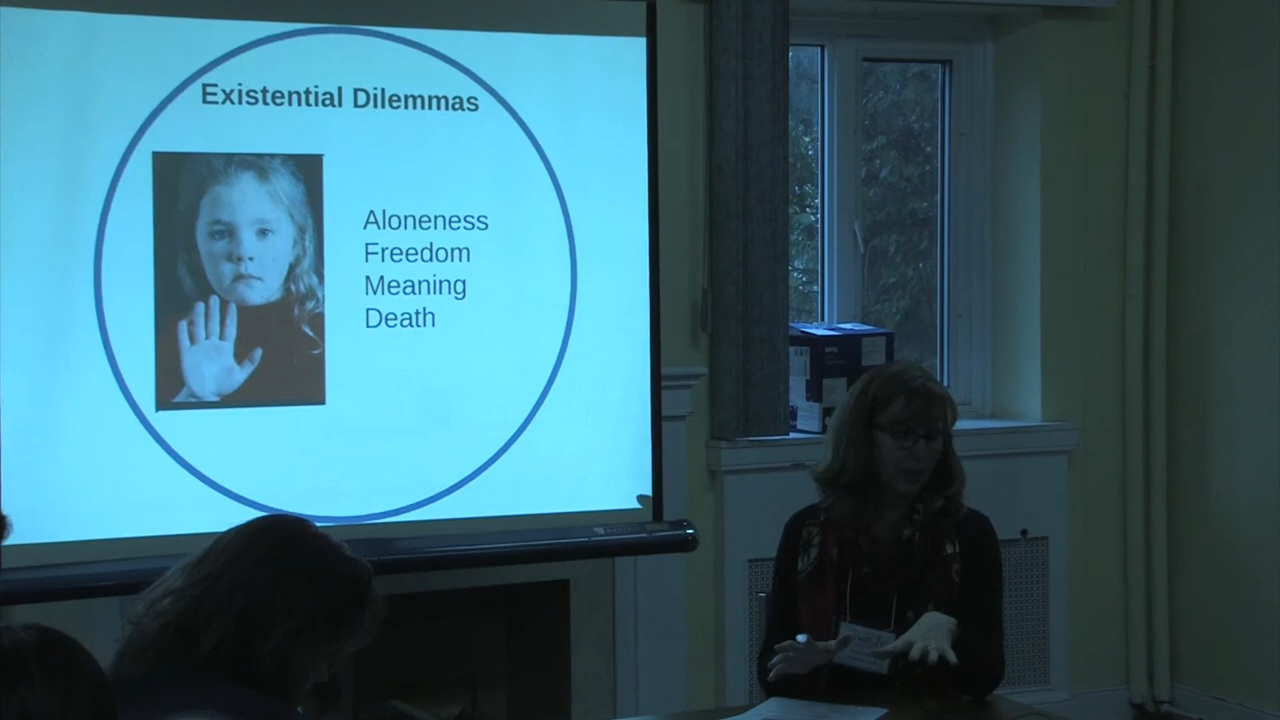 Existential Dilemmas
Aloneness
Freedom
Meaning
Death